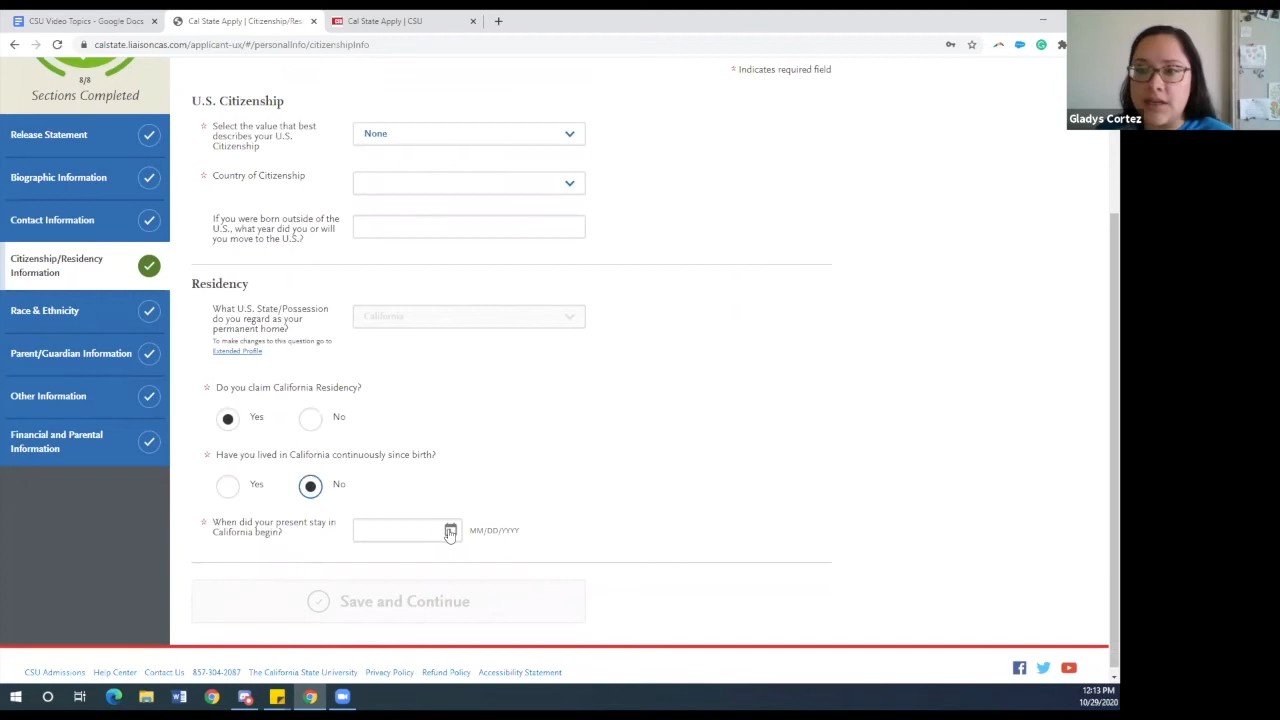 CSU Video Topics - Google Docs
Cal State Apply | Citizenship/Res
Cal State Apply | CSU
calstate.liaisoncas.com/applicant-ux/#/personalInfo/citizenshipInfo
Gladys Cortez
8/8
Sections Completed
Release Statement
Biographic Information
Contact Information
Citizenship/Residency
Information
Race & Ethnicity
Parent/Guardian Information
Other Information
Financial and Parental
Information
* Indicates required field
U.S. Citizenship
* Select the value that best
describes your U.S.
Citizenship
None
* Country of Citizenship
If you were born outside of the
U.S., what year did you or will
you move to the U.S.?
Residency
What U.S. State/Possession
do you regard as your
permanent home?
To make changes to this question go to
Extended Profile
California
* Do you claim California Residency?
Yes No
* Have you lived in California continuously since birth?
Yes No
* When did your present stay in
California begin?
MM/DD/YYYY
Save and Continue
CSU Admissions Help Center Contact Us 857-304-2087 The California State University Privacy Policy Refund Policy Accessibility Statement
12:13 PM
10/29/2020